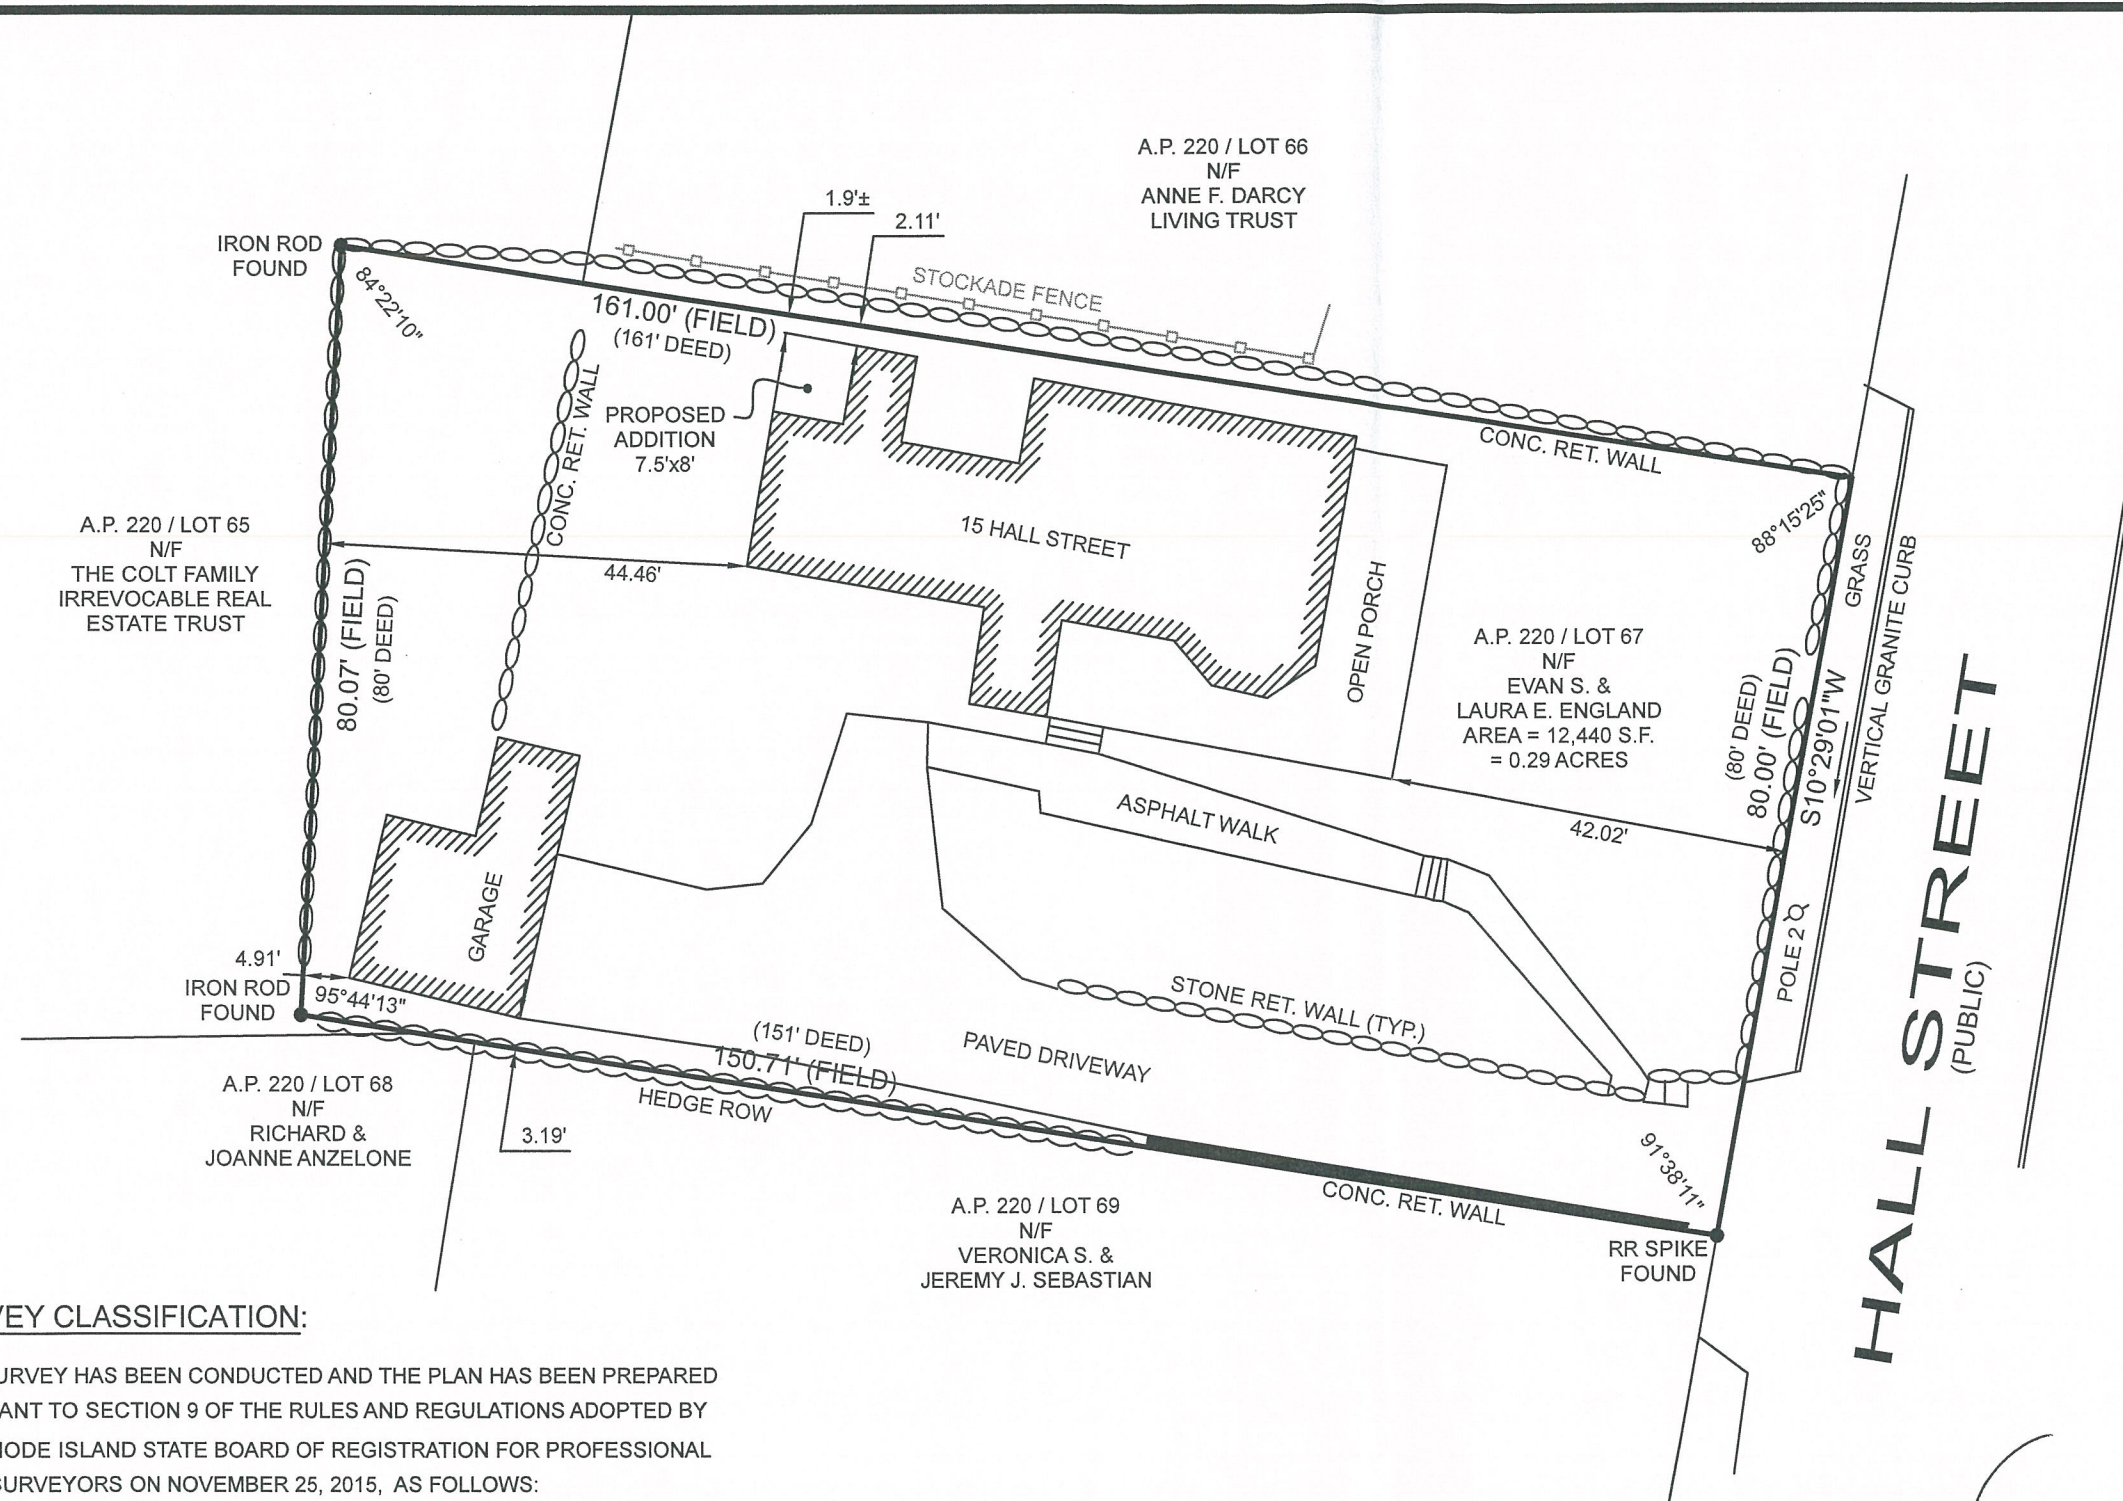 A.P. 220 / LOT 66
N/F
ANNE F. DARCY
LIVING TRUST
1.9'±
2.11'
IRON ROD
FOUND
84°22'10"
STOCKADE FENCE
161.00' (FIELD)
(161' DEED)
CONC. RET. WALL
PROPOSED
ADDITION
7.5'x8'
CONC. RET. WALL
88°15'25"
15 HALL STREET
A.P. 220 / LOT 65
N/F
THE COLT FAMILY
IRREVOCABLE REAL
ESTATE TRUST
44.46'
80.07' (FIELD)
(80' DEED)
OPEN PORCH
A.P. 220 / LOT 67
N/F
EVAN S. &
LAURA E. ENGLAND
AREA = 12,440 S.F.
= 0.29 ACRES
GRASS
VERTICAL GRANITE CURB
(80' DEED)
80.00' (FIELD)
S10°29'01"W
ASPHALT WALK
42.02'
GARAGE
POLE 2
HALL STREET
(PUBLIC)
4.91'
IRON ROD
FOUND
95°44'13"
STONE RET. WALL (TYP.)
(151' DEED)
150.71' (FIELD)
PAVED DRIVEWAY
HEDGE ROW
A.P. 220 / LOT 68
N/F
RICHARD &
JOANNE ANZELONE
3.19'
91°38'11"
CONC. RET. WALL
A.P. 220 / LOT 69
N/F
VERONICA S. &
JEREMY J. SEBASTIAN
RR SPIKE
FOUND
VEY CLASSIFICATION:
URVEY HAS BEEN CONDUCTED AND THE PLAN HAS BEEN PREPARED
ANT TO SECTION 9 OF THE RULES AND REGULATIONS ADOPTED BY
HODE ISLAND STATE BOARD OF REGISTRATION FOR PROFESSIONAL
SURVEYORS ON NOVEMBER 25, 2015, AS FOLLOWS: